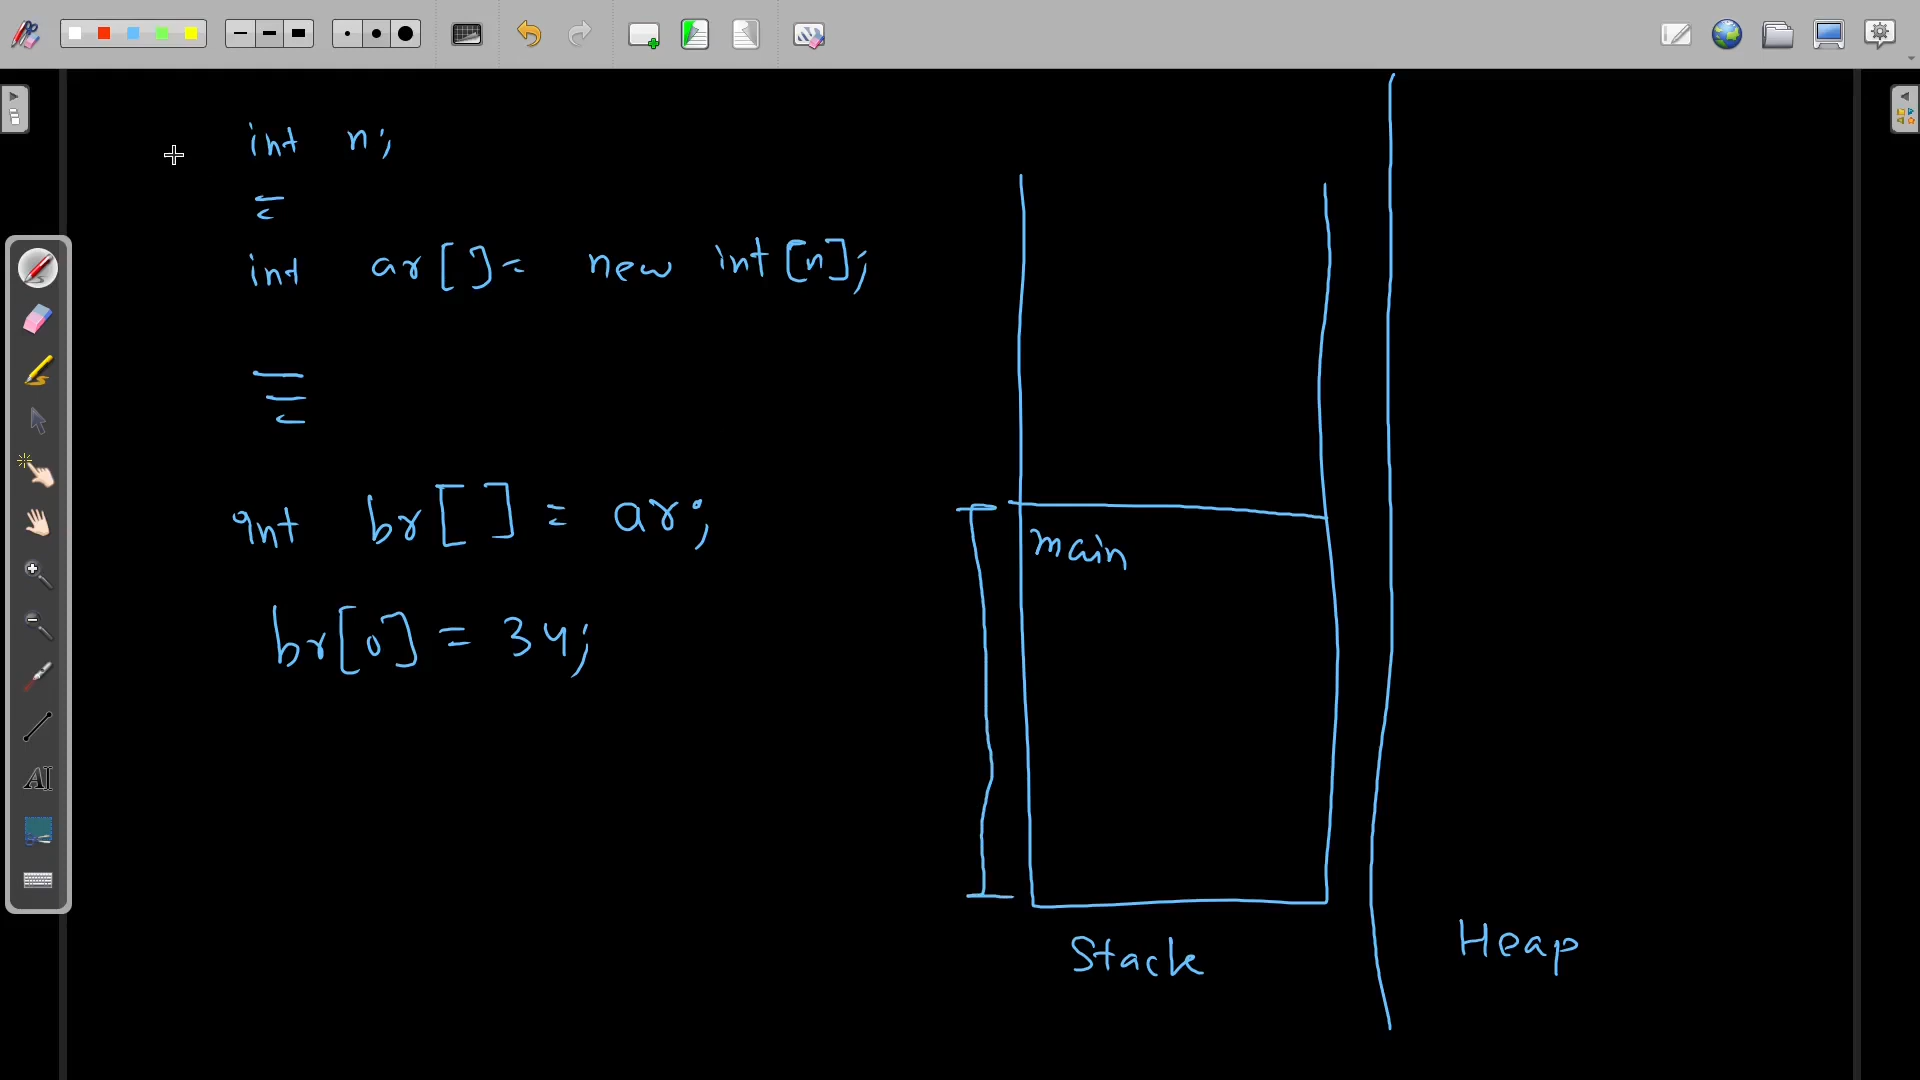 int n;
int ar[]= new int[n];
int br[] = ar;
br[0] = 34;
main
Stack
Heap